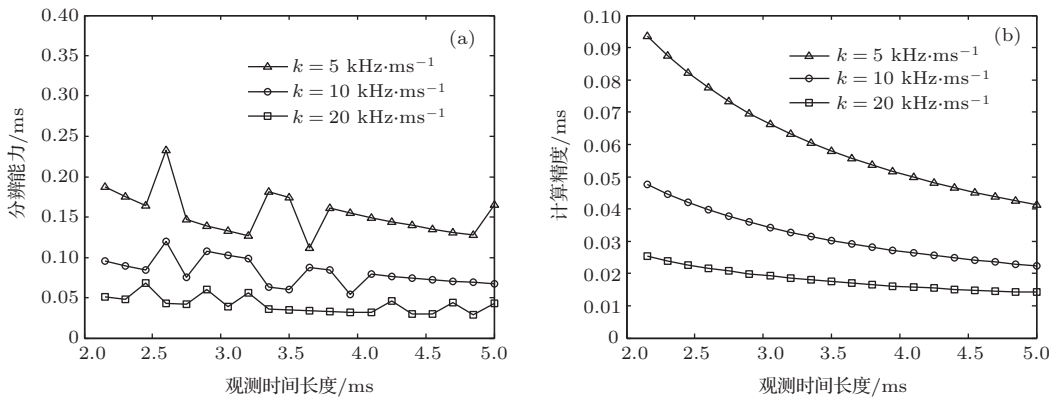 0.40
0.35
0.30
0.25
0.20
0.15
0.10
0.05
0
分辨能力/ms
(a)
k = 5 kHz·ms⁻¹
k = 10 kHz·ms⁻¹
k = 20 kHz·ms⁻¹
2.0 2.5 3.0 3.5 4.0 4.5 5.0
观测时间长度/ms
0.10
0.09
0.08
0.07
0.06
0.05
0.04
0.03
0.02
0.01
0
计算精度/ms
(b)
k = 5 kHz·ms⁻¹
k = 10 kHz·ms⁻¹
k = 20 kHz·ms⁻¹
2.0 2.5 3.0 3.5 4.0 4.5 5.0
观测时间长度/ms